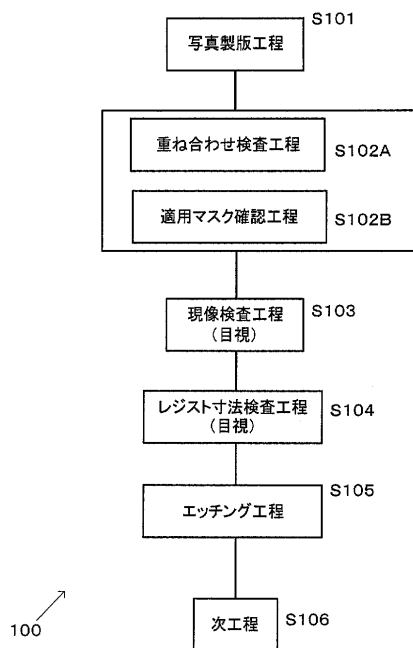 S101
写真製版工程
重ね合わせ検査工程
S102A
適用マスク確認工程
S102B
現像検査工程
(目視)
S103
レジスト寸法検査工程
(目視)
S104
エッチング工程
S105
次工程
S106
100